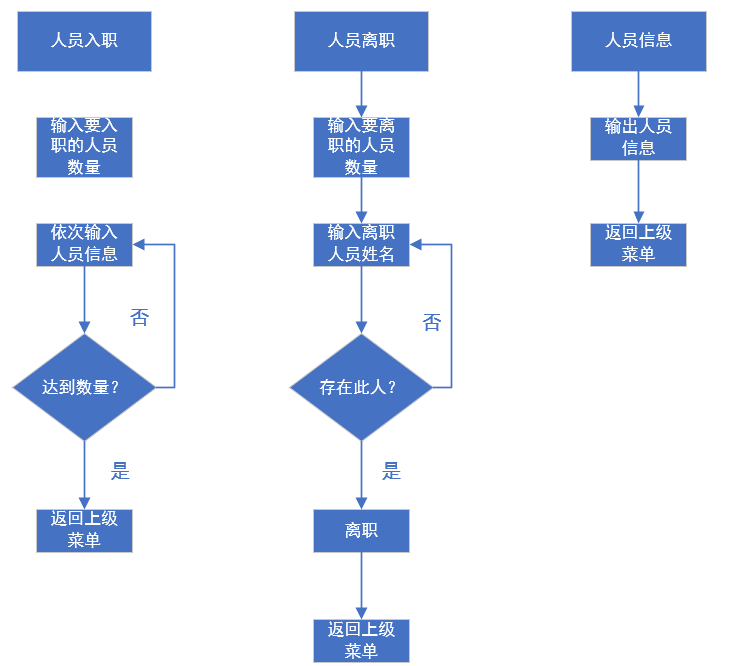 人员入职
输入要入
职的人员
数量
依次输入
人员信息
否
达到数量？
是
返回上级
菜单
人员离职
输入要离
职的人员
数量
输入离职
人员姓名
否
存在此人？
是
离职
返回上级
菜单
人员信息
输出人员
信息
返回上级
菜单